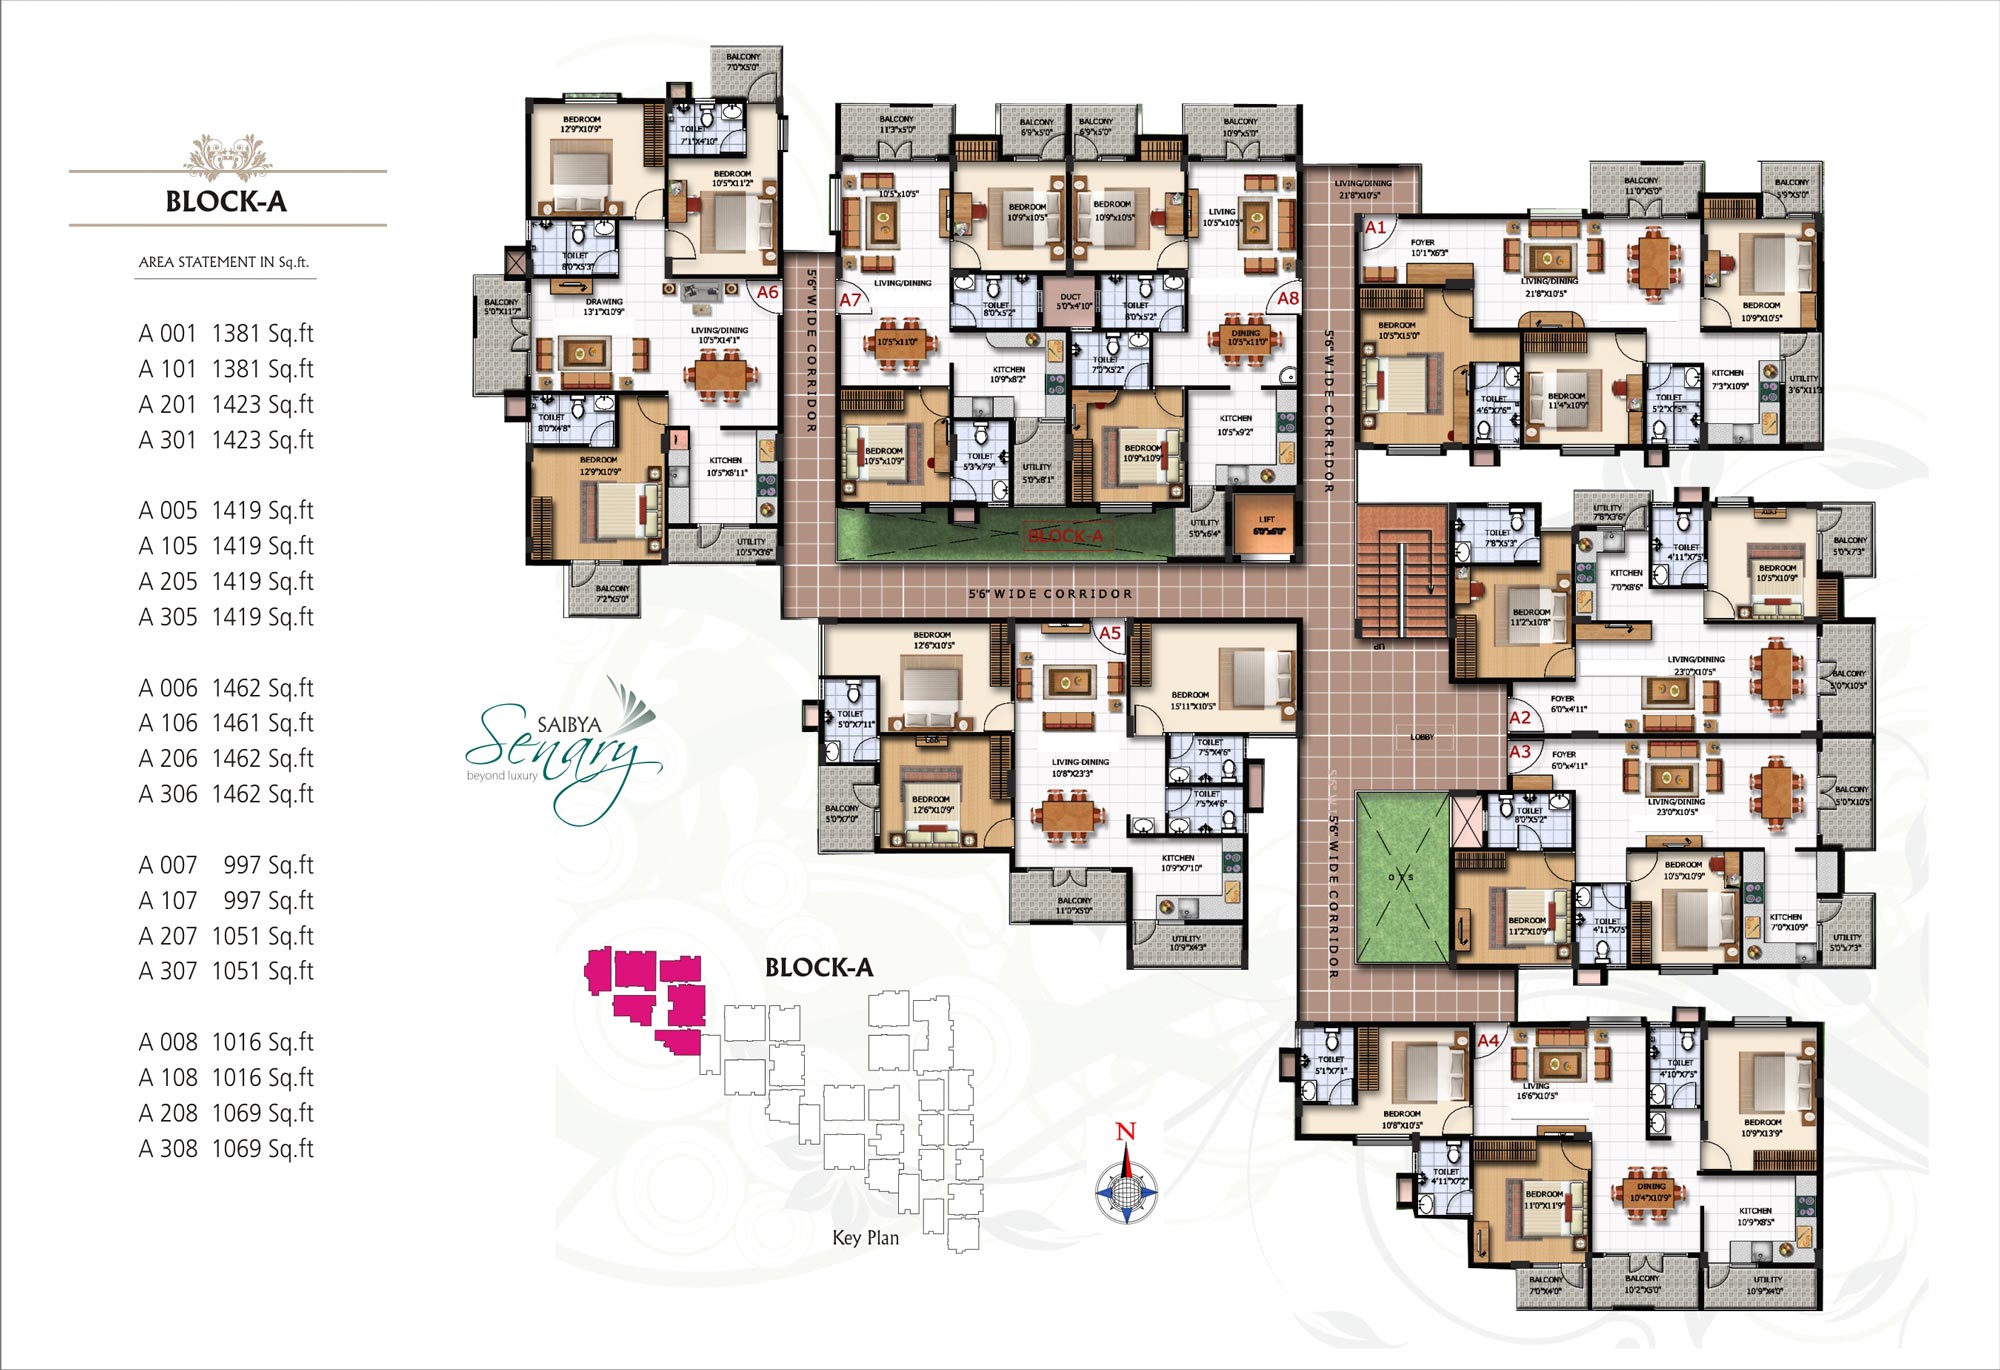 BLOCK-A
AREA STATEMENT IN Sq.ft.
A 001 1381 Sq.ft
A 101 1381 Sq.ft
A 201 1423 Sq.ft
A 301 1423 Sq.ft
A 005 1419 Sq.ft
A 105 1419 Sq.ft
A 205 1419 Sq.ft
A 305 1419 Sq.ft
A 006 1462 Sq.ft
A 106 1461 Sq.ft
A 206 1462 Sq.ft
A 306 1462 Sq.ft
A 007 997 Sq.ft
A 107 997 Sq.ft
A 207 1051 Sq.ft
A 307 1051 Sq.ft
A 008 1016 Sq.ft
A 108 1016 Sq.ft
A 208 1069 Sq.ft
A 308 1069 Sq.ft
SAIBYA
Senary
beyond luxury
BALCONY
7'0"X5'0"
BEDROOM
12'9"X10'9"
TOILET
7'1"X4'10"
BEDROOM
10'5"X11'2"
TOILET
8'0"X5'3"
BALCONY
5'0"X11'7"
DRAWING
13'1"X10'9"
A6
LIVING/DINING
10'5"X14'1"
TOILET
8'0"X4'8"
BEDROOM
12'9"X10'9"
KITCHEN
10'5"X8'11"
UTILITY
10'5"X3'6"
BALCONY
7'2"X5'0"
5'6" WIDE CORRIDOR
BALCONY
11'3"x5'0"
BALCONY
6'9"x5'0"
10'5"x10'5"
BEDROOM
10'9"x10'5"
LIVING/DINING
A7
TOILET
8'0"x5'2"
DUCT
5'0"x4'10"
10'5"x11'0"
KITCHEN
10'9"x8'2"
BEDROOM
10'5"x10'9"
TOILET
5'3"x7'9"
UTILITY
5'0"x8'1"
BALCONY
6'9"x5'0"
BALCONY
10'9"x5'0"
BEDROOM
10'9"x10'5"
LIVING
10'5"x10'5"
A8
TOILET
8'0"x5'2"
DINING
10'5"x11'0"
TOILET
7'0"X5'2"
KITCHEN
10'5"x9'2"
BEDROOM
10'9"x10'9"
UTILITY
5'0"x6'4"
LIFT
6'0"x6'0"
BLOCK-A
5'6" WIDE CORRIDOR
5'6" WIDE CORRIDOR
LIVING/DINING
21'8"X10'5"
A1
FOYER
10'1"X6'3"
BALCONY
11'0"X5'0"
BALCONY
5'9"X5'0"
LIVING/DINING
21'8"X10'5"
BEDROOM
10'9"X10'5"
BEDROOM
10'5"X15'0"
TOILET
4'6"X7'6"
BEDROOM
11'4"X10'9"
TOILET
5'2"X7'5"
KITCHEN
7'3"X10'9"
UTILITY
3'6"X11'3
UP
TOILET
7'8"X5'3"
UTILITY
7'8"X3'6"
TOILET
4'11"X7'5"
BEDROOM
10'5"X10'9"
BALCONY
5'0"X7'3"
KITCHEN
7'0"X8'6"
BEDROOM
11'2"X10'8"
LIVING/DINING
23'0"X10'5"
BALCONY
5'0"X10'5"
FOYER
6'0"x4'11"
A2
LOBBY
A3
FOYER
6'0"x4'11"
LIVING/DINING
23'0"X10'5"
BALCONY
5'0"X10'5"
TOILET
8'0"X5'2"
BEDROOM
11'2"X10'9"
TOILET
4'11"X7'5
BEDROOM
10'5"X10'9"
KITCHEN
7'0"X10'9"
UTILITY
5'0"x7'3"
OTS
5'6" WIDE CORRIDOR
BEDROOM
12'6"X10'5"
A5
BEDROOM
15'11"X10'5"
TOILET
5'0"X7'11"
BEDROOM
12'6"X10'9"
BALCONY
5'0"X7'0"
LIVING-DINING
10'8"X23'3"
TOILET
7'5"X4'6"
TOILET
7'5"X4'6"
KITCHEN
10'9"X7'10"
BALCONY
11'0"X5'0"
UTILITY
10'9"X4'3"
TOILET
5'1"X7'1"
BEDROOM
10'8"X10'5"
A4
LIVING
16'6"X10'5"
TOILET
4'10"X7'5"
BEDROOM
10'9"X13'9"
TOILET
4'11"X7'2"
BEDROOM
11'0"X11'9"
DINING
10'4"X10'9"
KITCHEN
10'9"X8'5"
BALCONY
7'0"X4'0"
BALCONY
10'2"X5'0"
UTILITY
10'9"X4'0"
BLOCK-A
Key Plan
N